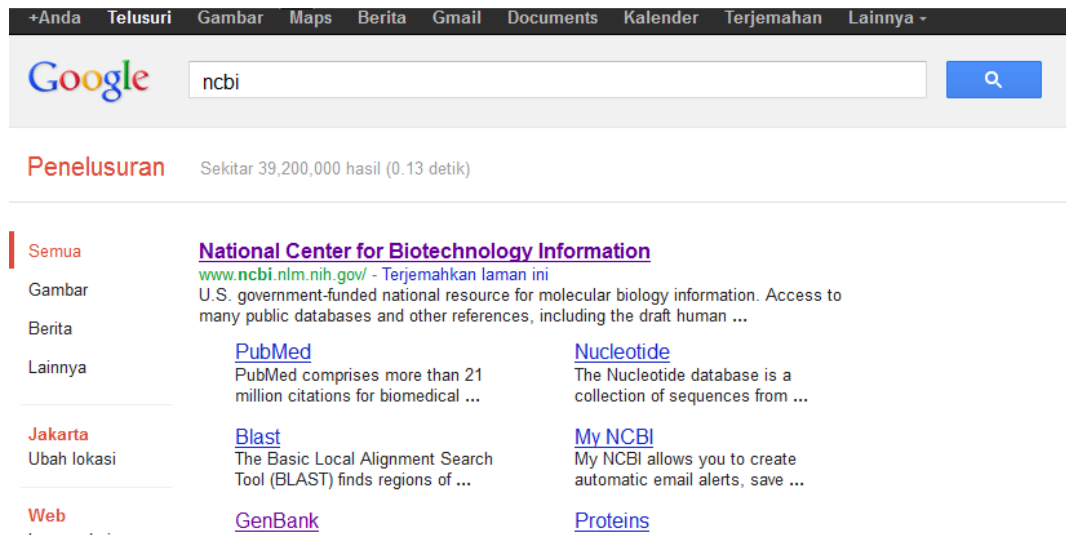 +Anda Telusuri Gambar Maps Berita Gmail Documents Kalender Terjemahan Lainnya
Google
ncbi
Penelusuran
Sekitar 39,200,000 hasil (0.13 detik)
Semua
Gambar
Berita
Lainnya
Jakarta
Ubah lokasi
Web
National Center for Biotechnology Information
www.ncbi.nlm.nih.gov/ - Terjemahkan laman ini
U.S. government-funded national resource for molecular biology information. Access to
many public databases and other references, including the draft human ...
PubMed
PubMed comprises more than 21
million citations for biomedical ...
Nucleotide
The Nucleotide database is a
collection of sequences from ...
Blast
The Basic Local Alignment Search
Tool (BLAST) finds regions of ...
My NCBI
My NCBI allows you to create
automatic email alerts, save ...
GenBank
Proteins